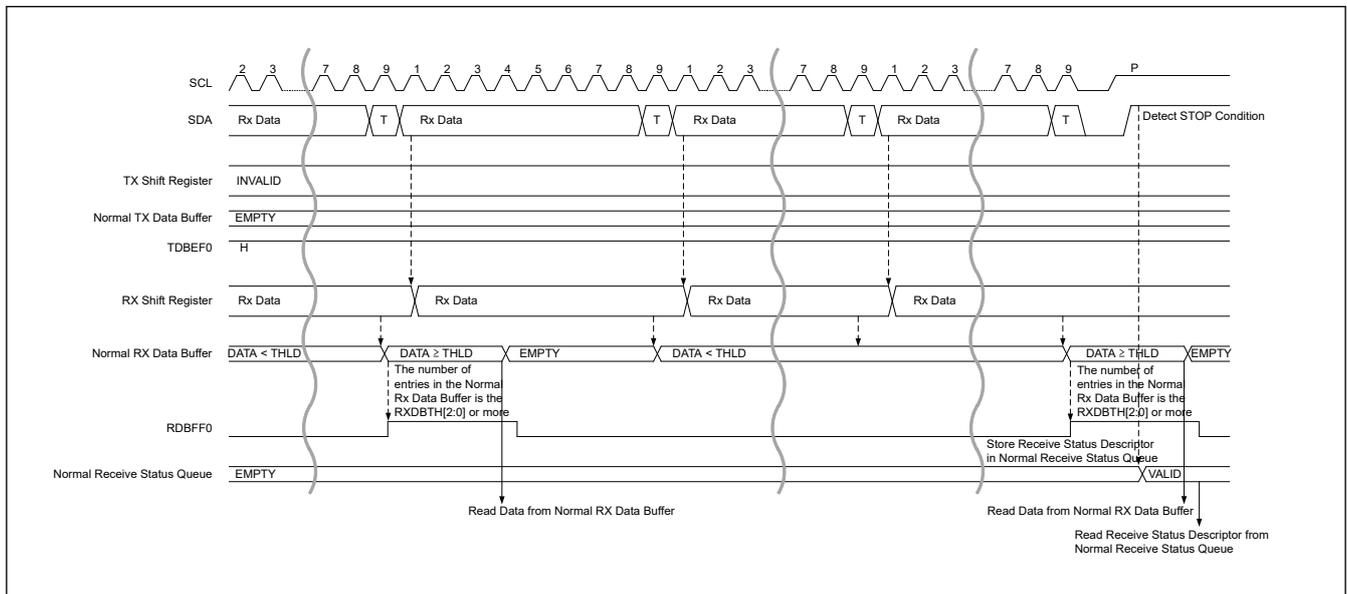 2 3 7 8 9 1 2 3 4 5 6 7 8 9 1 2 3 7 8 9 1 2 3 7 8 9 P
SCL
SDA Rx Data T Rx Data T Rx Data T Rx Data T Detect STOP Condition
TX Shift Register INVALID
Normal TX Data Buffer EMPTY
TDBEF0 H
RX Shift Register Rx Data Rx Data Rx Data Rx Data
Normal RX Data Buffer DATA < THLD DATA ≥ THLD EMPTY DATA < THLD DATA ≥ THLD EMPTY
The number of
entries in the Normal
Rx Data Buffer is the
RXDBTH[2:0] or more
The number of
entries in the Normal
Rx Data Buffer is the
RXDBTH[2:0] or more
RDBFF0
Store Receive Status Descriptor
in Normal Receive Status Queue
Normal Receive Status Queue EMPTY VALID
Read Data from Normal RX Data Buffer Read Data from Normal RX Data Buffer
Read Receive Status Descriptor from
Normal Receive Status Queue